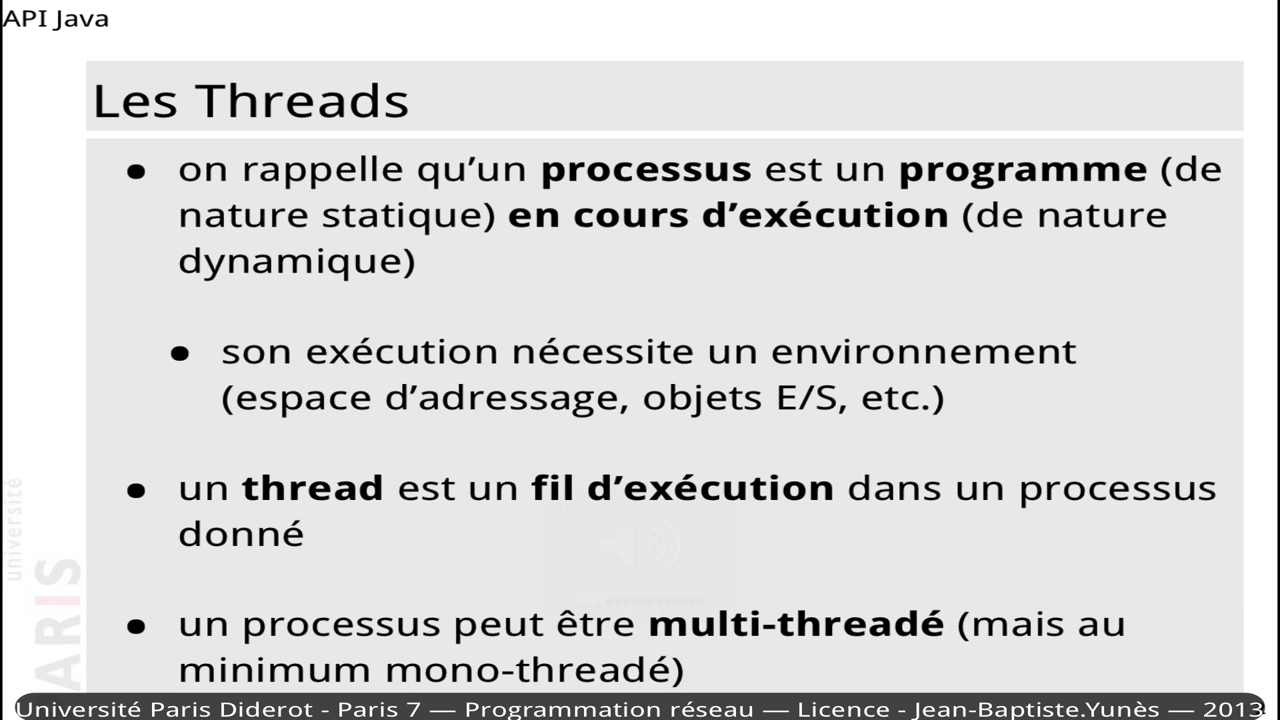 API Java
Les Threads
• on rappelle qu’un processus est un programme (de
nature statique) en cours d’exécution (de nature
dynamique)
• son exécution nécessite un environnement
(espace d’adressage, objets E/S, etc.)
• un thread est un fil d’exécution dans un processus
donné
• un processus peut être multi-threadé (mais au
minimum mono-threadé)
université
ARIS
Université Paris Diderot - Paris 7 — Programmation réseau — Licence - Jean-Baptiste.Yunès — 2013